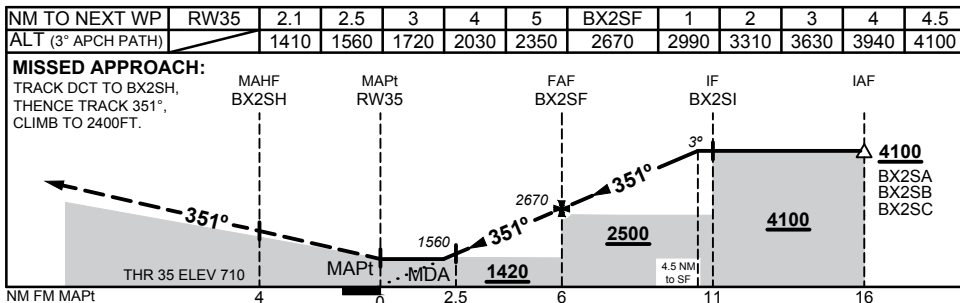 NM TO NEXT WP RW35 2.1 2.5 3 4 5 BX2SF 1 2 3 4 4.5
ALT (3° APCH PATH) 1410 1560 1720 2030 2350 2670 2990 3310 3630 3940 4100
MISSED APPROACH:
TRACK DCT TO BX2SH,
THENCE TRACK 351°,
CLIMB TO 2400FT.
MAHF
BX2SH
MAPt
RW35
FAF
BX2SF
IF
BX2SI
IAF
3º
4100
BX2SA
BX2SB
BX2SC
351º
2670
351º
351º
1560
4100
2500
1420
THR 35 ELEV 710
MAPt
MDA
4.5 NM
to SF
NM FM MAPt 4 0 2.5 6 11 16